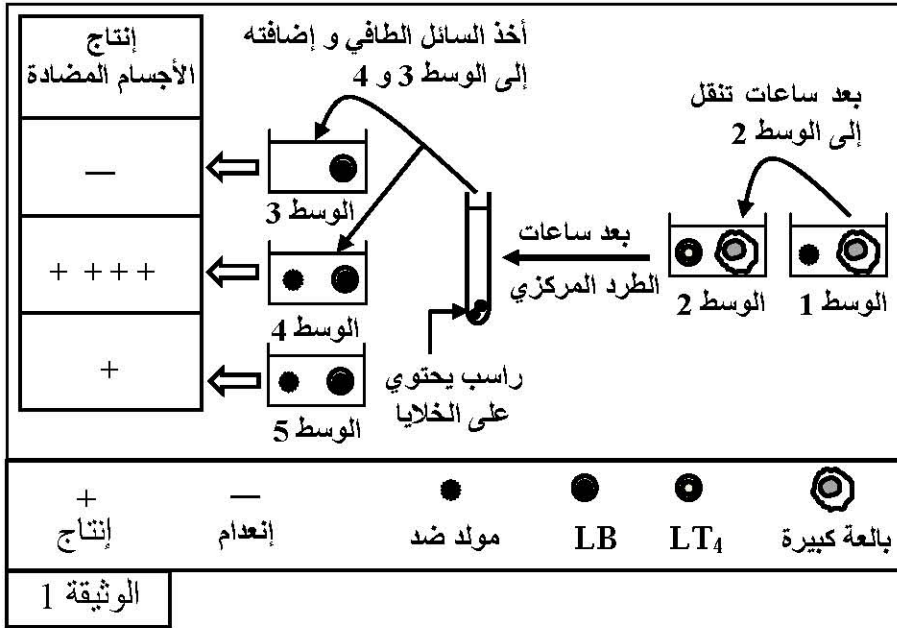 إنتاج
الأجسام المضادة
أخذ السائل الطافي و إضافته
إلى الوسط 3 و 4
بعد ساعات تنقل
إلى الوسط 2
—
الوسط 3
+ +++
الوسط 4
+
الوسط 5
بعد ساعات
الطرد المركزي
الوسط 2
الوسط 1
راسب يحتوي
على الخلايا
بالعة كبيرة
LT4
LB
مولد ضد
—
إنعدام
+
إنتاج
الوثيقة 1